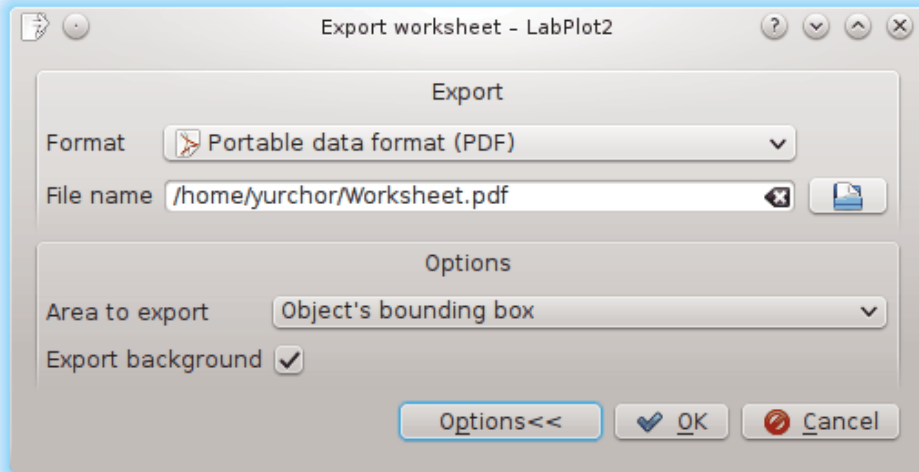 Export worksheet – LabPlot2
Export
Format Portable data format (PDF)
File name /home/yurchor/Worksheet.pdf
Options
Area to export Object's bounding box
Export background
Options<< OK Cancel